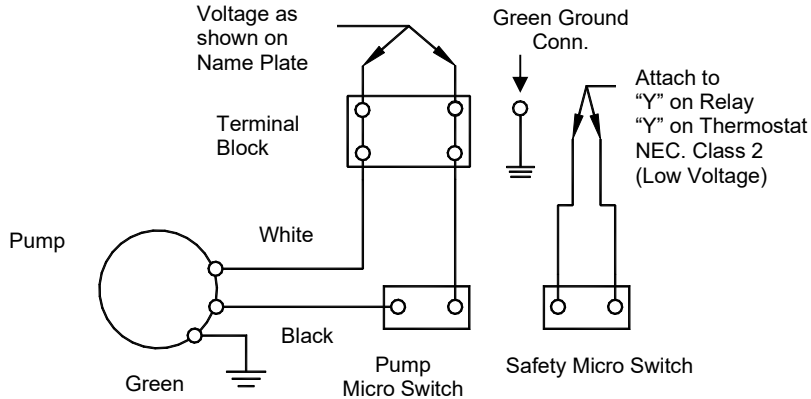 Voltage as
shown on
Name Plate
Green Ground
Conn.
Attach to
“Y” on Relay
“Y” on Thermostat
NEC. Class 2
(Low Voltage)
Terminal
Block
Pump
White
Black
Green
Pump
Micro Switch
Safety Micro Switch